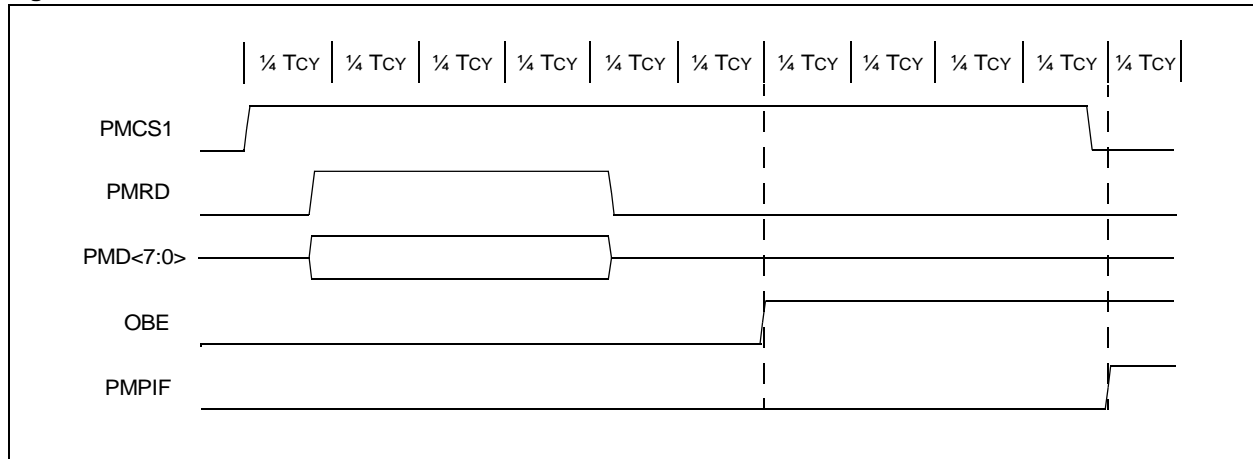 ¼ TCY ¼ TCY ¼ TCY ¼ TCY ¼ TCY ¼ TCY ¼ TCY ¼ TCY ¼ TCY ¼ TCY ¼ TCY
PMCS1
PMRD
PMD<7:0>
OBE
PMPIF